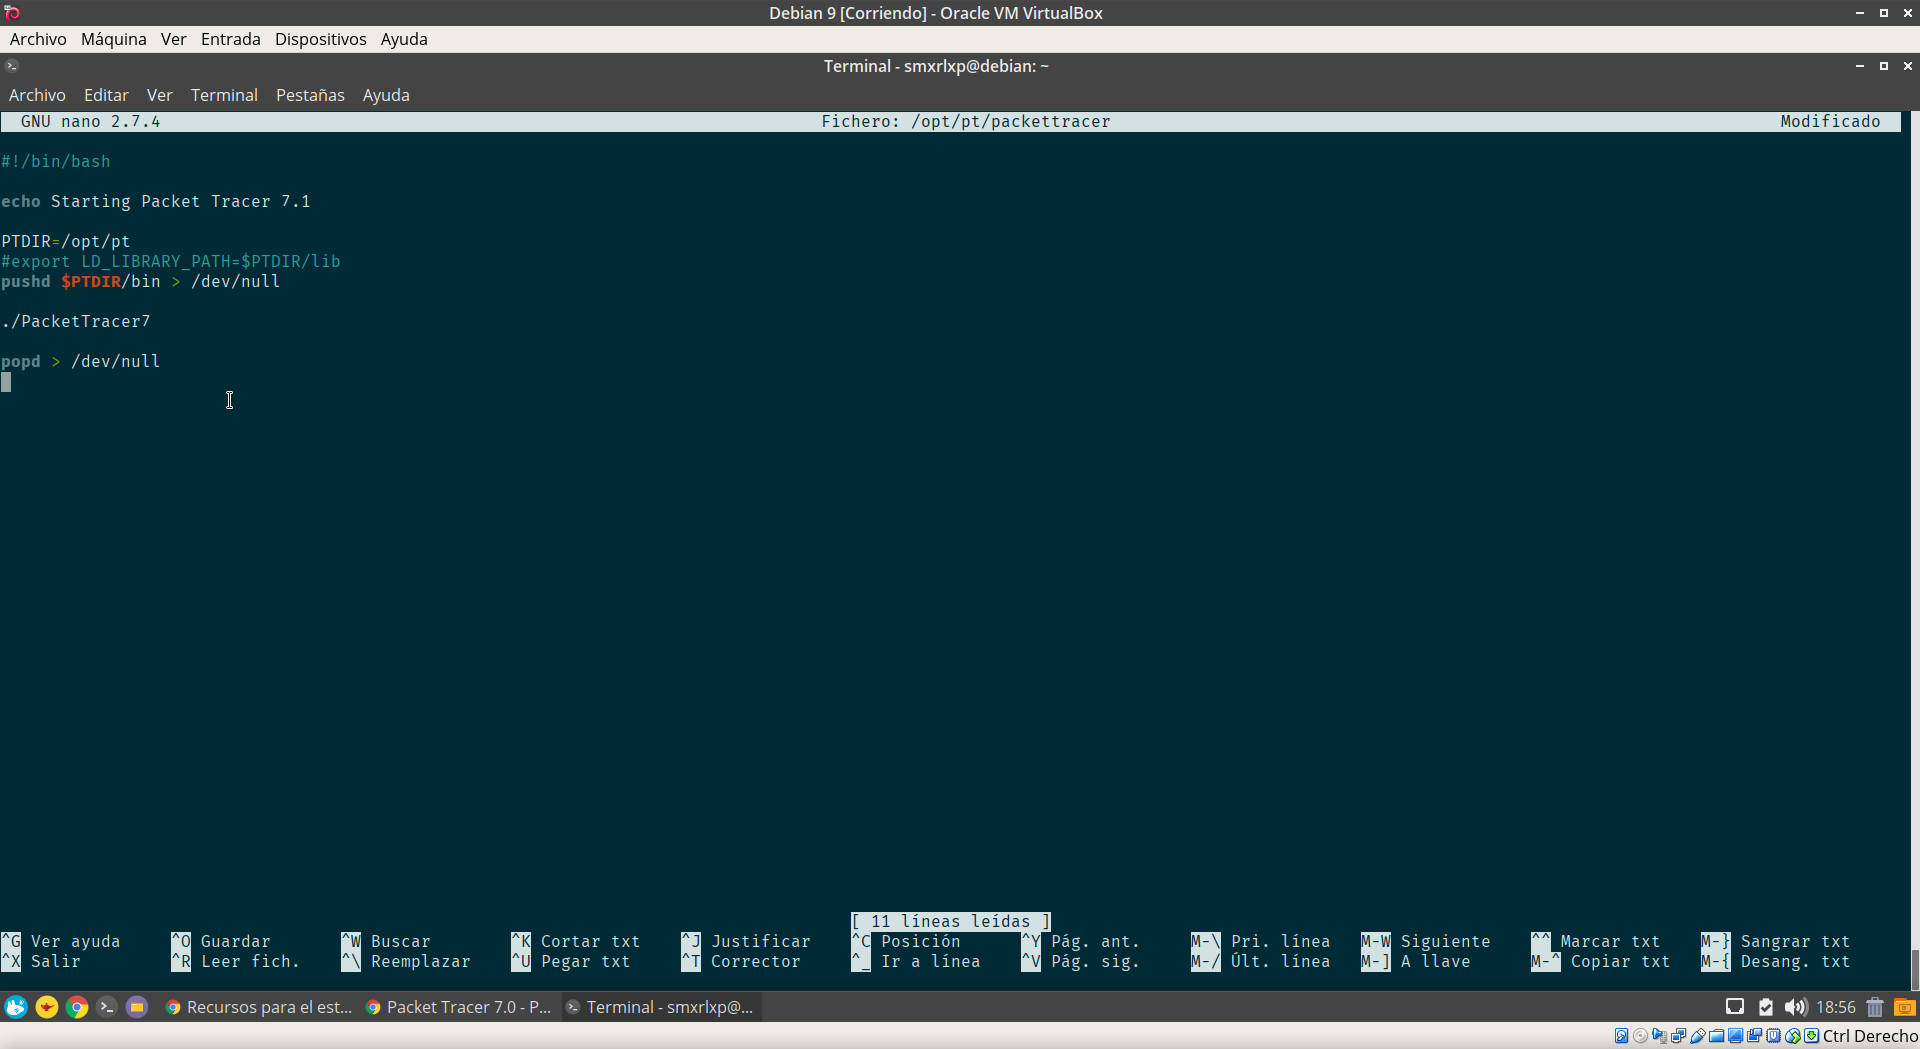 Debian 9 [Corriendo] - Oracle VM VirtualBox
Archivo Máquina Ver Entrada Dispositivos Ayuda
Terminal - smxrlxp@debian: ~
Archivo Editar Ver Terminal Pestañas Ayuda
GNU nano 2.7.4 Fichero: /opt/pt/packettracer Modificado
#!/bin/bash
echo Starting Packet Tracer 7.1
PTDIR=/opt/pt
#export LD_LIBRARY_PATH=$PTDIR/lib
pushd $PTDIR/bin > /dev/null
./PacketTracer7
popd > /dev/null
[ 11 líneas leídas ]
^G Ver ayuda ^O Guardar ^W Buscar ^K Cortar txt ^J Justificar ^C Posición ^Y Pág. ant. M-\ Pri. línea M-W Siguiente ^^ Marcar txt M-} Sangrar txt
^X Salir ^R Leer fich. ^\ Reemplazar ^U Pegar txt ^T Corrector ^_ Ir a línea ^V Pág. sig. M-/ Últ. línea M-] A llave M-^ Copiar txt M-{ Desang. txt
Recursos para el est... Packet Tracer 7.0 - P... Terminal - smxrlxp@... 18:56
Ctrl Derecho